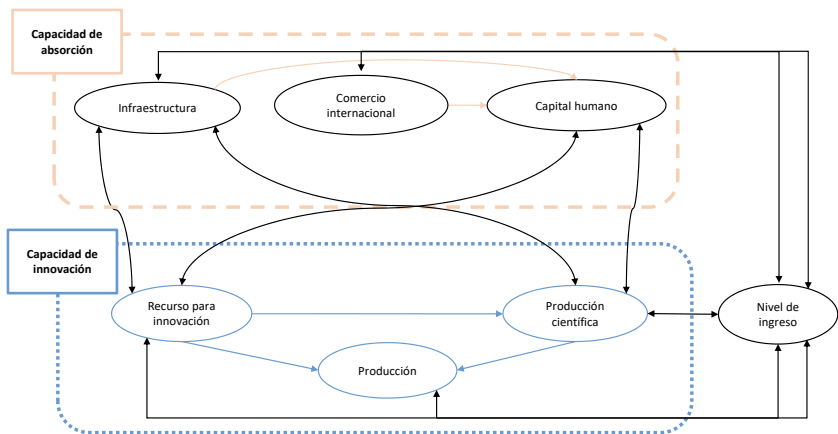 Capacidad de
absorción
Infraestructura
Comercio
internacional
Capital humano
Capacidad de
innovación
Recurso para
innovación
Producción
científica
Nivel de
ingreso
Producción